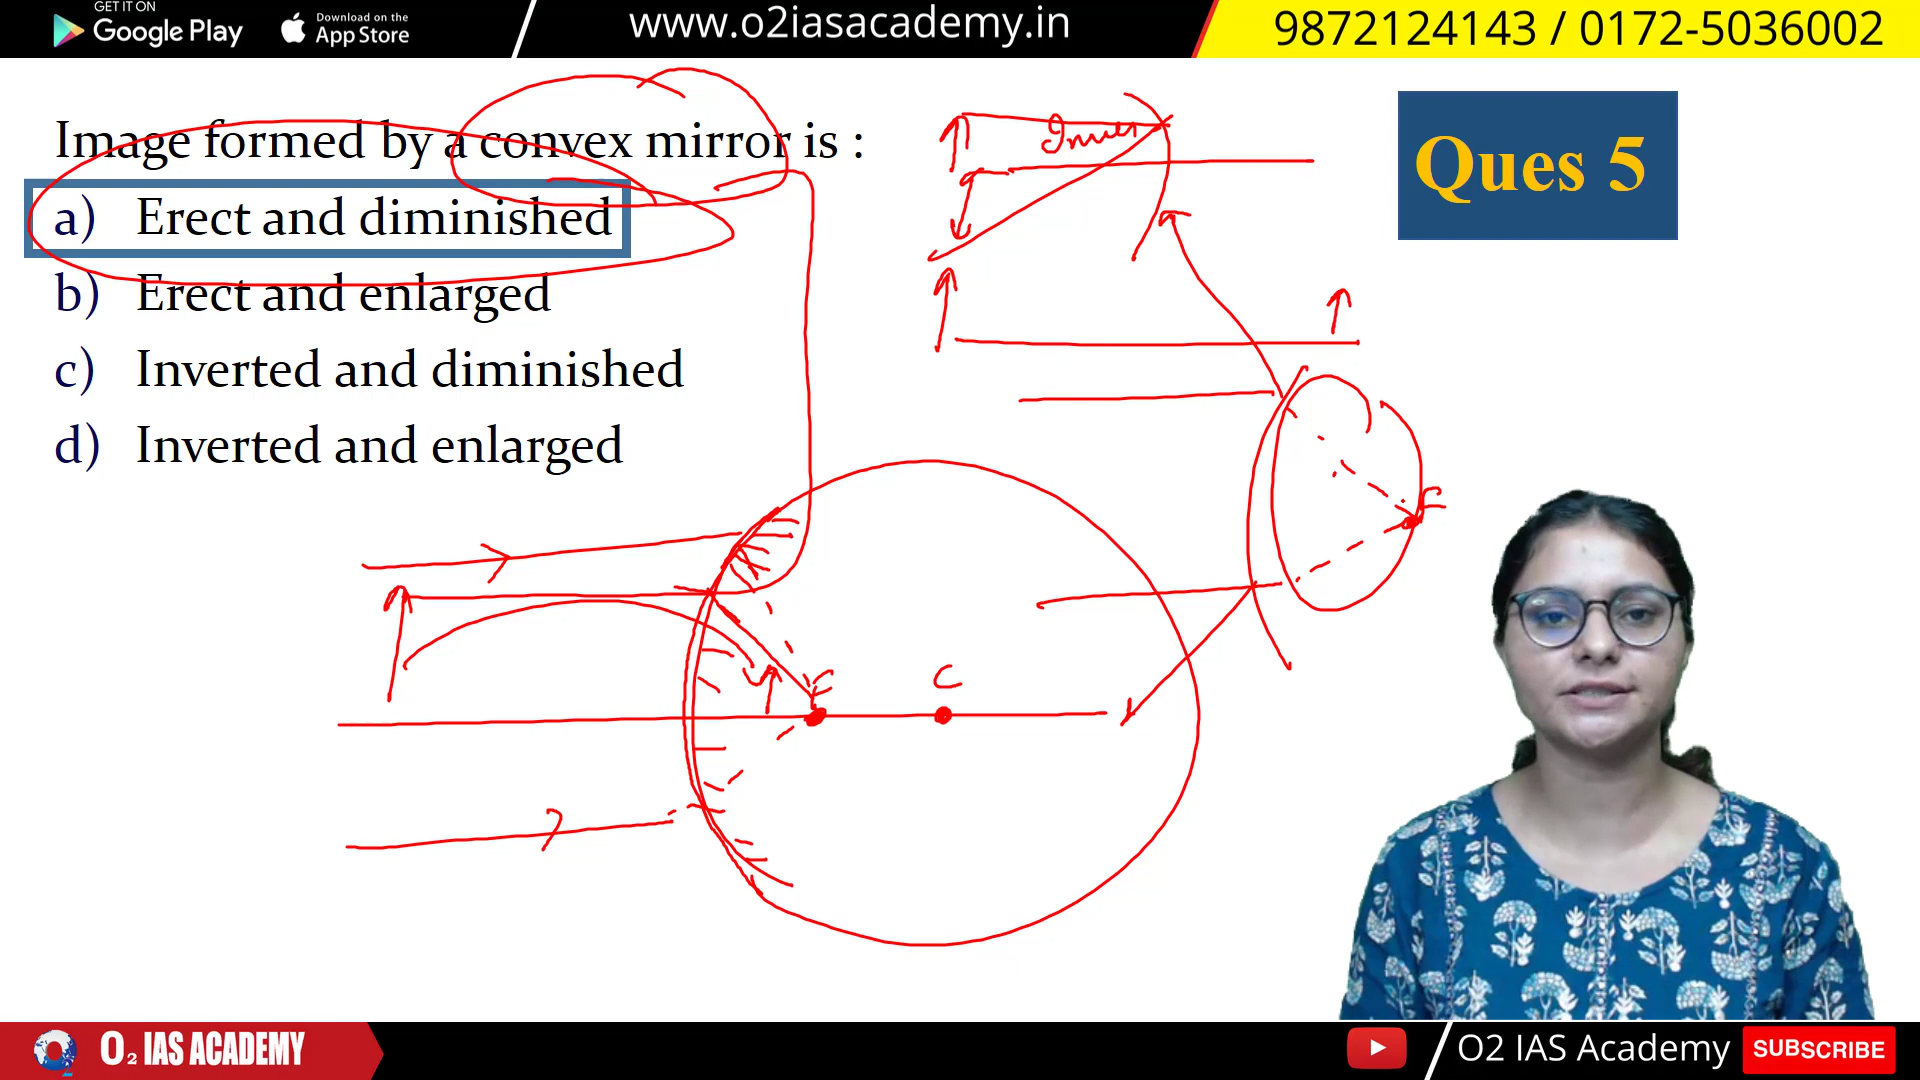 GET IT ON
Google Play
Download on the
App Store
www.o2iasacademy.in
9872124143 / 0172-5036002
Image formed by a convex mirror is :
a) Erect and diminished
b) Erect and enlarged
c) Inverted and diminished
d) Inverted and enlarged
Ques 5
F
F
C
O2 IAS ACADEMY
O2 IAS Academy
SUBSCRIBE